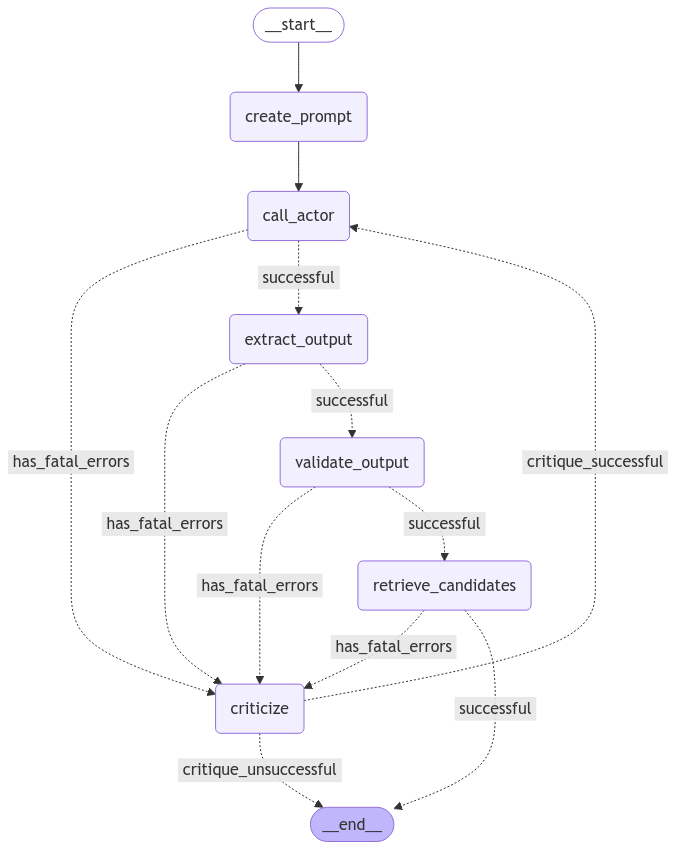 __start__
create_prompt
call_actor
successful
extract_output
successful
has_fatal_errors
validate_output
critique_successful
has_fatal_errors
successful
has_fatal_errors
retrieve_candidates
has_fatal_errors
criticize
successful
critique_unsuccessful
__end__